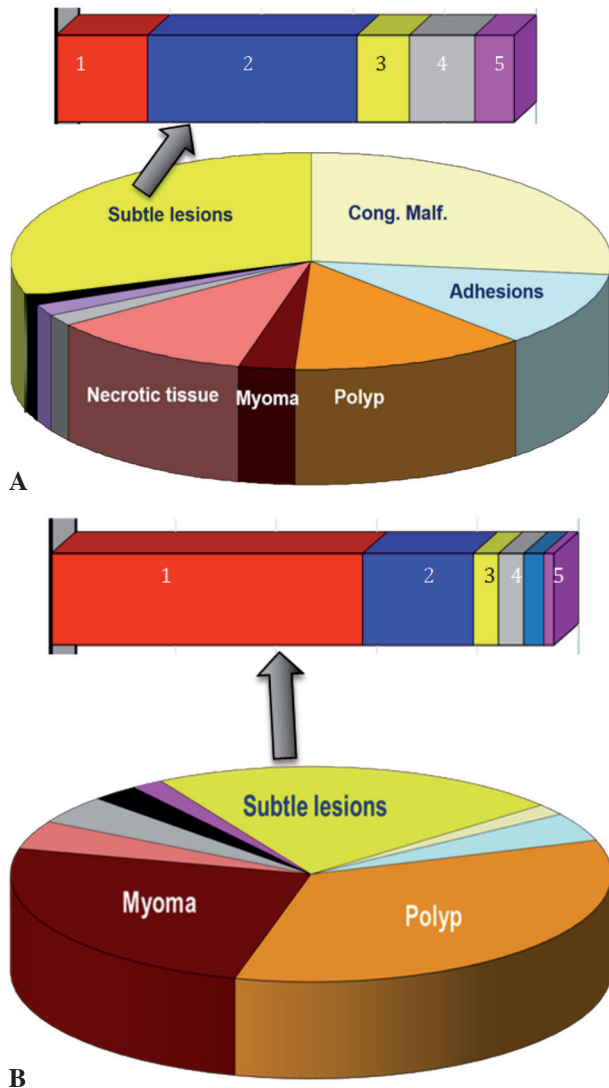 1 2 3 4 5
Subtle lesions Cong. Malf.
Adhesions
Necrotic tissue Myoma Polyp
A
1 2 3 4 5
Subtle lesions
Myoma Polyp
B